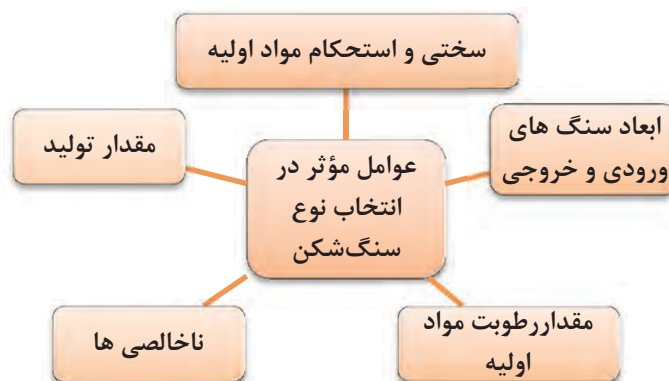 سختی و استحکام مواد اولیه
ابعاد سنگ های
ورودی و خروجی
مقدار تولید
عوامل مؤثر در
انتخاب نوع
سنگ‌شکن
مقداررطوبت مواد
اولیه
ناخالصی ها